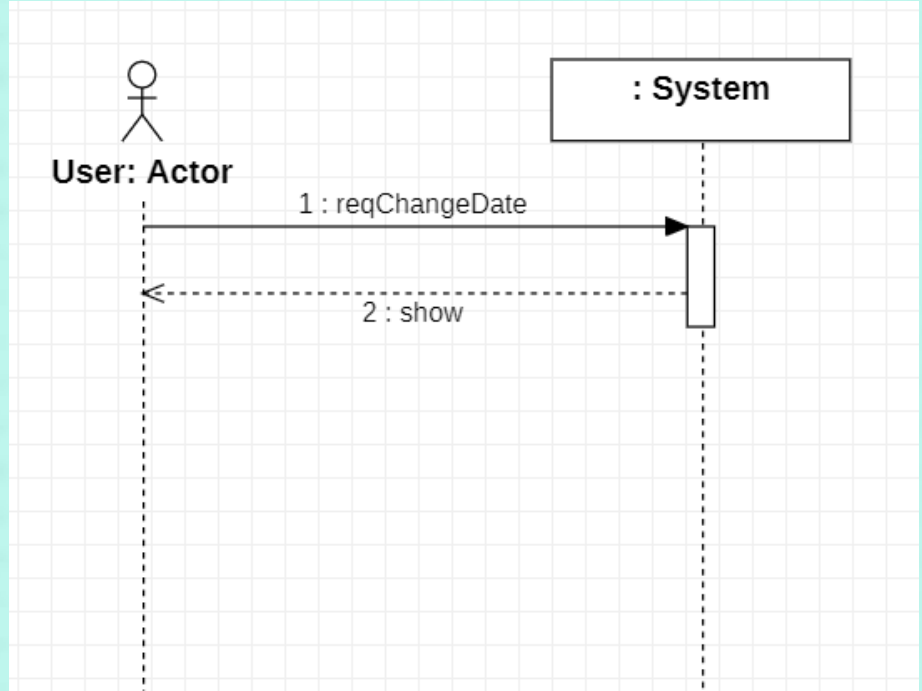 : System
User: Actor
1 : reqChangeDate
2 : show